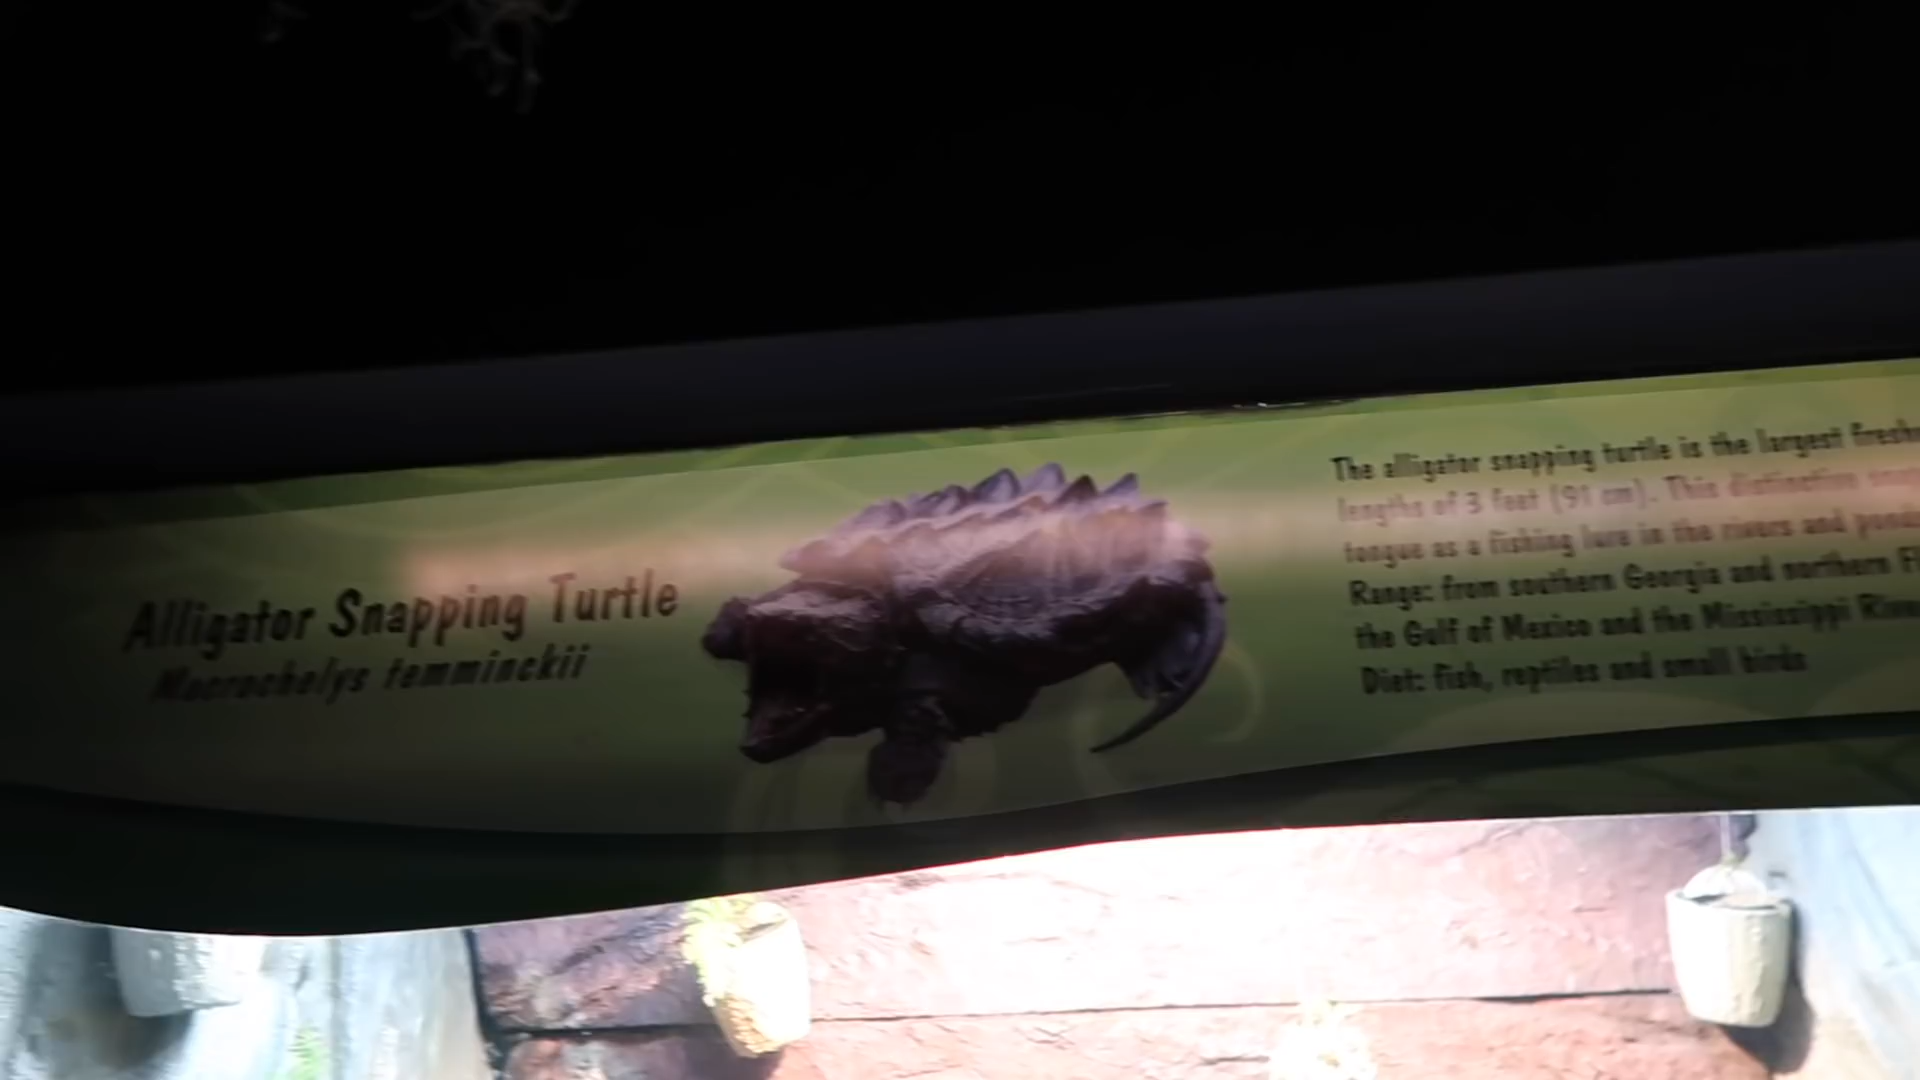 Alligator Snapping Turtle
Macrochelys temminckii
The alligator snapping turtle is the largest
lengths of 3 feet (91 cm). This distinctive
tongue as a fishing lure in the rivers and
Range: from southern Georgia and northern
the Gulf of Mexico and the Mississippi
Diet: fish, reptiles and small birds